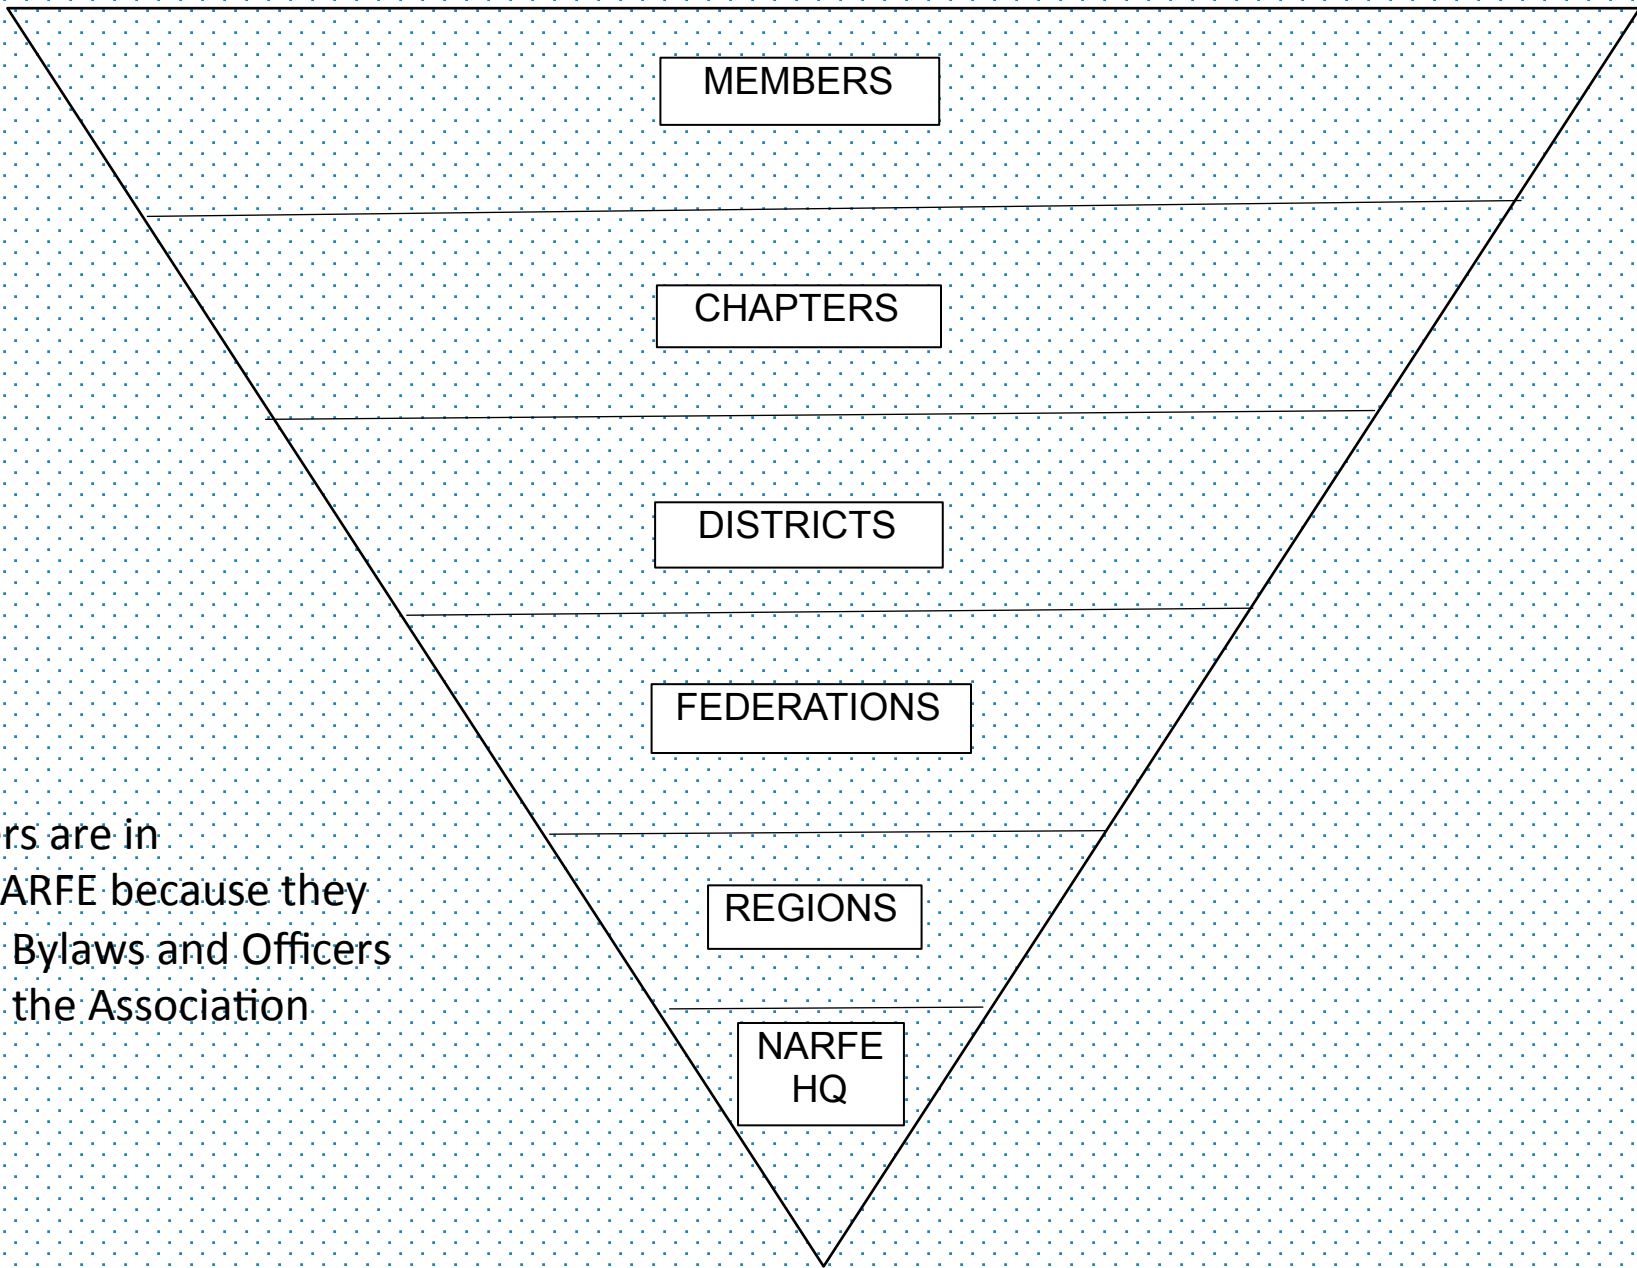 MEMBERS
CHAPTERS
DISTRICTS
FEDERATIONS
rs are in
ARFE because they
Bylaws and Officers
the Association
REGIONS
NARFE
HQ